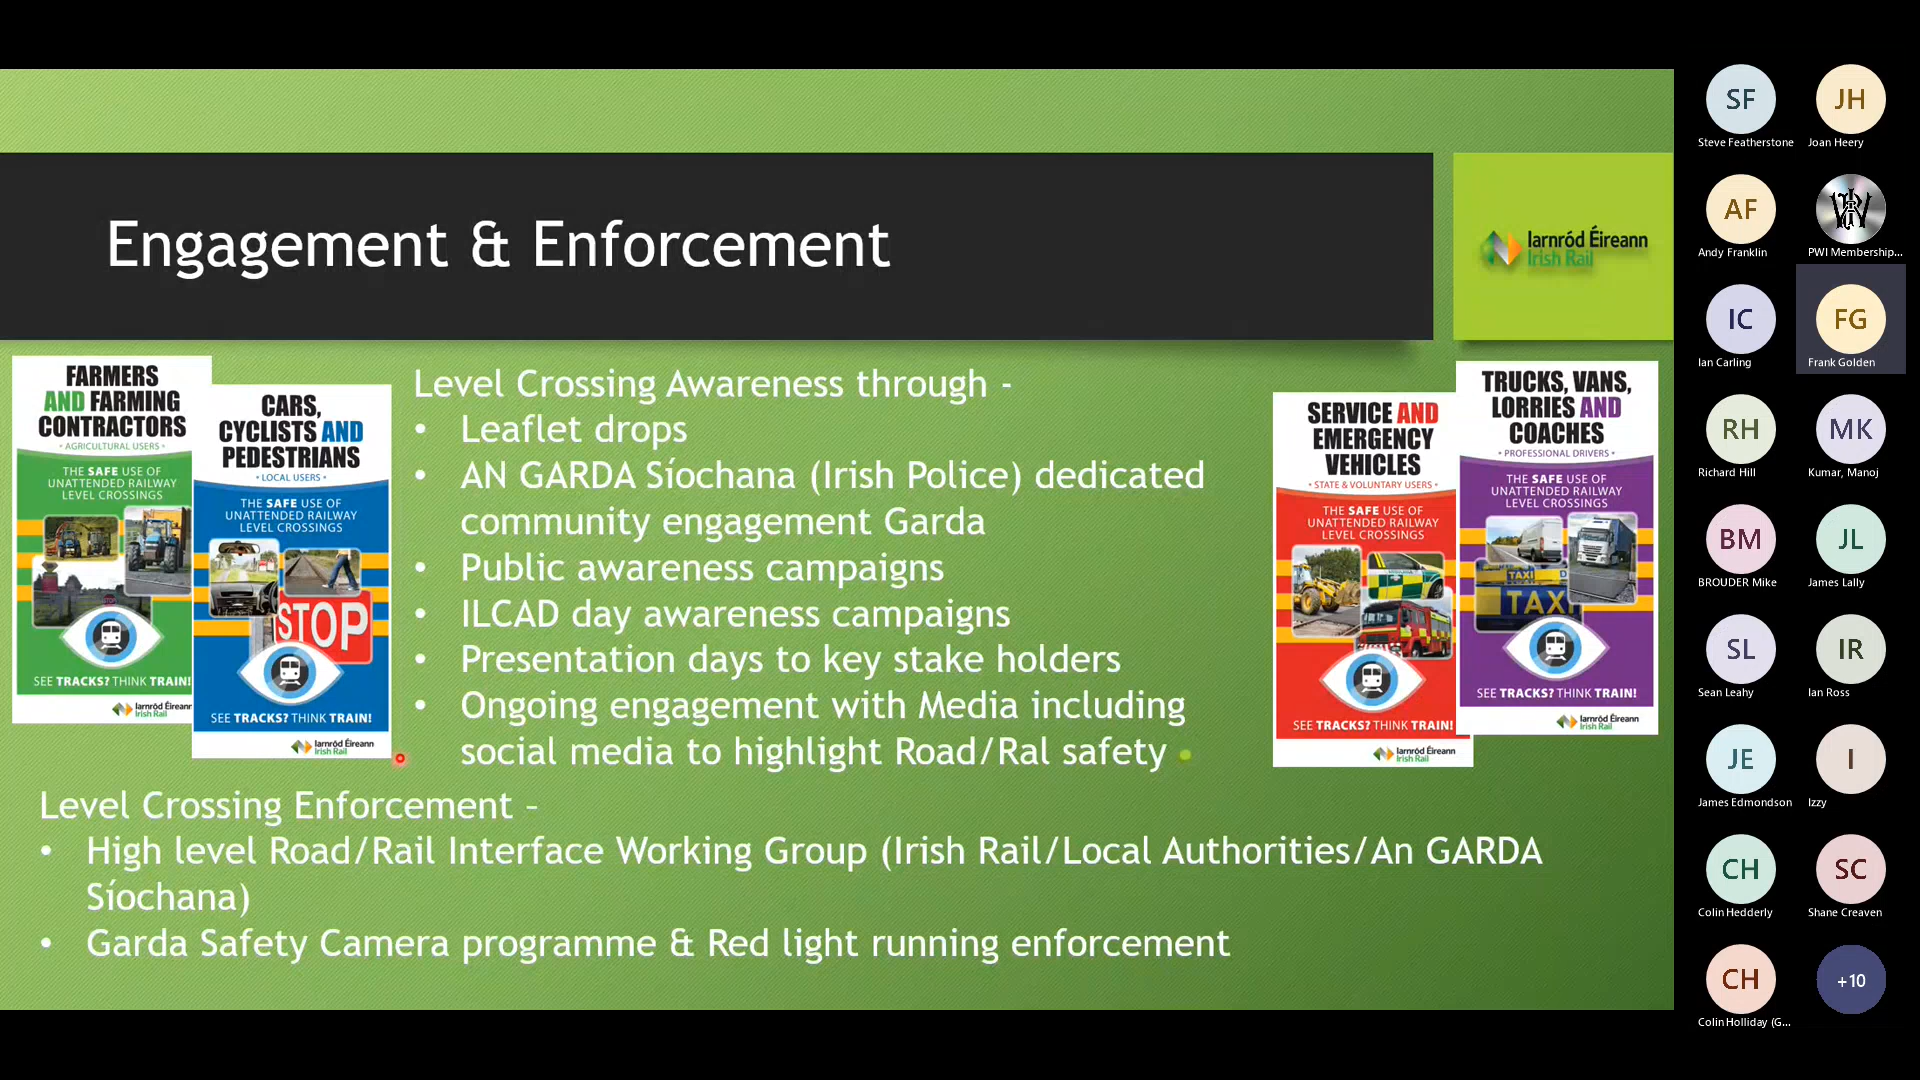 Engagement & Enforcement
Iarnród Éireann
Irish Rail
FARMERS
AND FARMING
CONTRACTORS
• AGRICULTURAL USERS •
THE SAFE USE OF
UNATTENDED RAILWAY
LEVEL CROSSINGS
SEE TRACKS? THINK TRAIN!
Iarnród Éireann
Irish Rail
CARS,
CYCLISTS AND
PEDESTRIANS
• LOCAL USERS •
THE SAFE USE OF
UNATTENDED RAILWAY
LEVEL CROSSINGS
STOP
SEE TRACKS? THINK TRAIN!
Iarnród Éireann
Irish Rail
Level Crossing Awareness through -
• Leaflet drops
• AN GARDA Síochana (Irish Police) dedicated
community engagement Garda
• Public awareness campaigns
• ILCAD day awareness campaigns
• Presentation days to key stake holders
• Ongoing engagement with Media including
social media to highlight Road/Ral safety
SERVICE AND
EMERGENCY
VEHICLES
• STATE & VOLUNTARY USERS •
THE SAFE USE OF
UNATTENDED RAILWAY
LEVEL CROSSINGS
SEE TRACKS? THINK TRAIN!
Iarnród Éireann
Irish Rail
TRUCKS, VANS,
LORRIES AND
COACHES
• PROFESSIONAL DRIVERS •
THE SAFE USE OF
UNATTENDED RAILWAY
LEVEL CROSSINGS
TAXI
TAXI
SEE TRACKS? THINK TRAIN!
Iarnród Éireann
Irish Rail
Level Crossing Enforcement –
• High level Road/Rail Interface Working Group (Irish Rail/Local Authorities/An GARDA
Síochana)
• Garda Safety Camera programme & Red light running enforcement
SF
Steve Featherstone
JH
Joan Heery
AF
Andy Franklin
PWI Membership...
IC
Ian Carling
FG
Frank Golden
RH
Richard Hill
MK
Kumar, Manoj
BM
BROUDER Mike
JL
James Lally
SL
Sean Leahy
IR
Ian Ross
JE
James Edmondson
I
Izzy
CH
Colin Hedderly
SC
Shane Creaven
CH
Colin Holliday (G...
+10